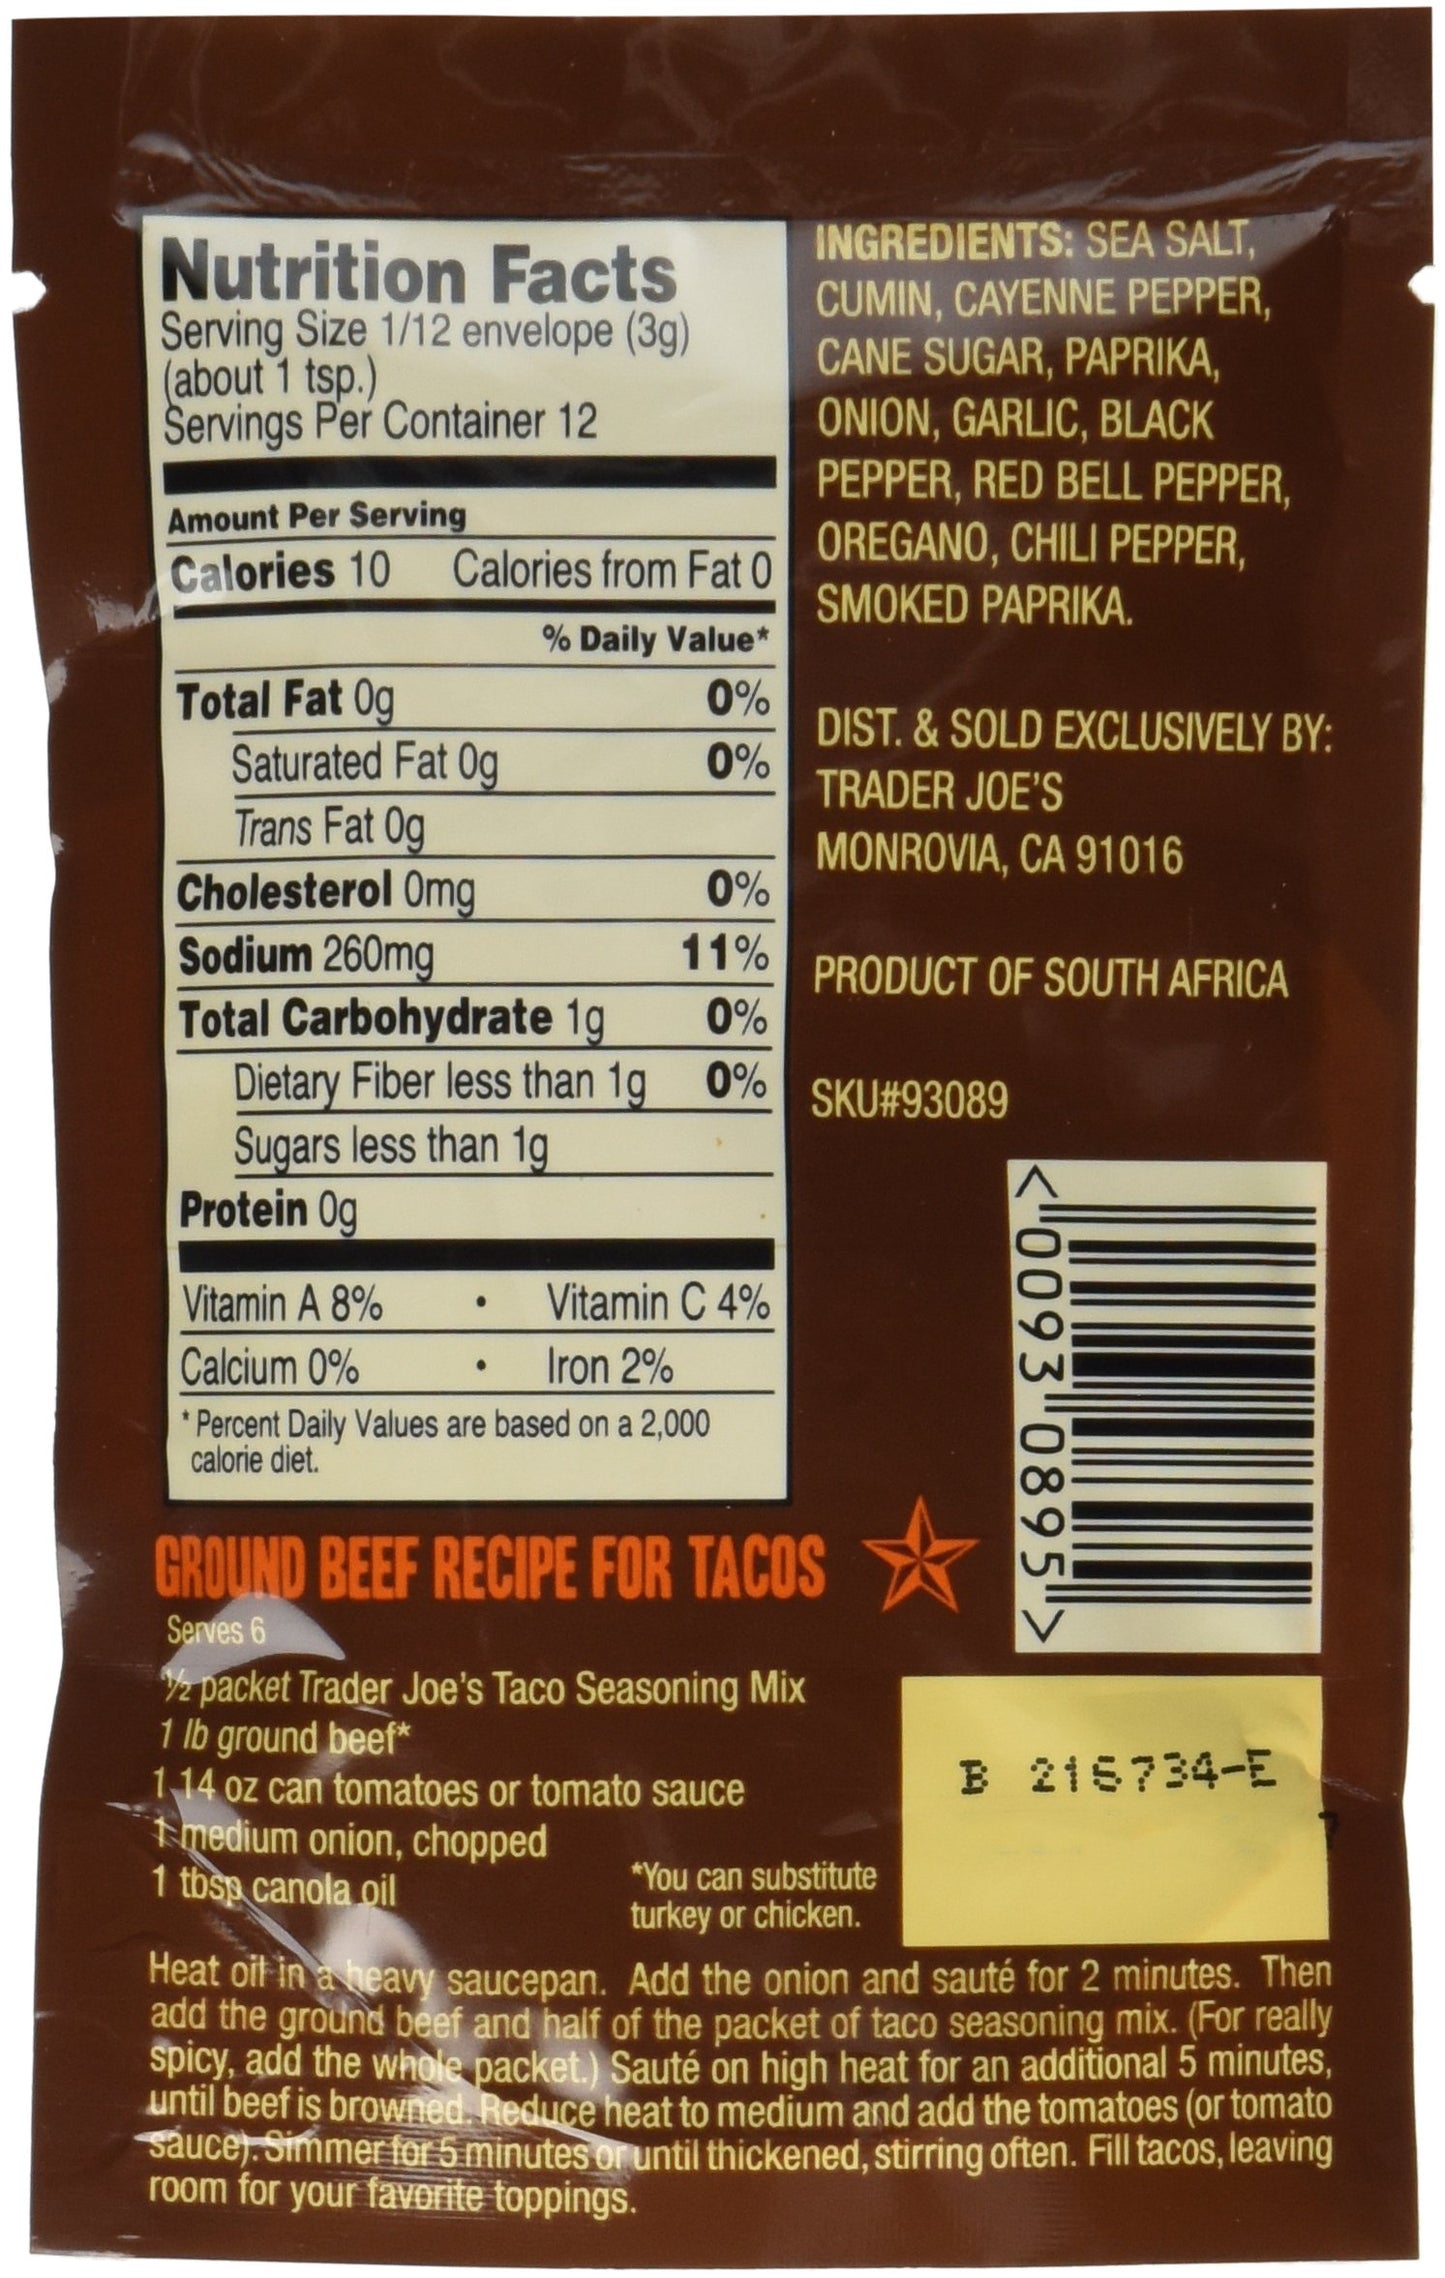 Nutrition Facts
Serving Size 1/12 envelope (3g)
(about 1 tsp.)
Servings Per Container 12
Amount Per Serving
Calories 10 Calories from Fat 0
% Daily Value*
Total Fat 0g 0%
Saturated Fat 0g 0%
Trans Fat 0g
Cholesterol 0mg 0%
Sodium 260mg 11%
Total Carbohydrate 1g 0%
Dietary Fiber less than 1g 0%
Sugars less than 1g
Protein 0g
Vitamin A 8% • Vitamin C 4%
Calcium 0% • Iron 2%
* Percent Daily Values are based on a 2,000
calorie diet.
INGREDIENTS: SEA SALT,
CUMIN, CAYENNE PEPPER,
CANE SUGAR, PAPRIKA,
ONION, GARLIC, BLACK
PEPPER, RED BELL PEPPER,
OREGANO, CHILI PEPPER,
SMOKED PAPRIKA.
DIST. & SOLD EXCLUSIVELY BY:
TRADER JOE'S
MONROVIA, CA 91016
PRODUCT OF SOUTH AFRICA
SKU#93089
<0093 0895>
GROUND BEEF RECIPE FOR TACOS
Serves 6
½ packet Trader Joe's Taco Seasoning Mix
1 lb ground beef*
1 14 oz can tomatoes or tomato sauce
1 medium onion, chopped
1 tbsp canola oil
*You can substitute
turkey or chicken.
B 216734-E
Heat oil in a heavy saucepan. Add the onion and sauté for 2 minutes. Then
add the ground beef and half of the packet of taco seasoning mix. (For really
spicy, add the whole packet.) Sauté on high heat for an additional 5 minutes,
until beef is browned. Reduce heat to medium and add the tomatoes (or tomato
sauce). Simmer for 5 minutes or until thickened, stirring often. Fill tacos, leaving
room for your favorite toppings.